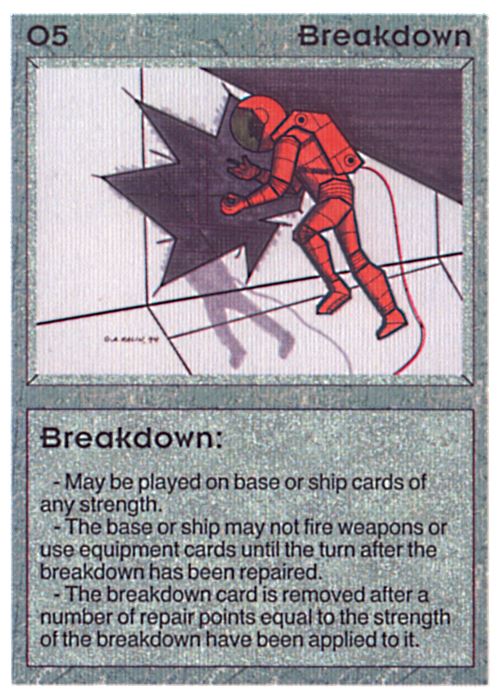 05 Breakdown
Breakdown:
- May be played on base or ship cards of
any strength.
- The base or ship may not fire weapons or
use equipment cards until the turn after the
breakdown has been repaired.
- The breakdown card is removed after a
number of repair points equal to the strength
of the breakdown have been applied to it.